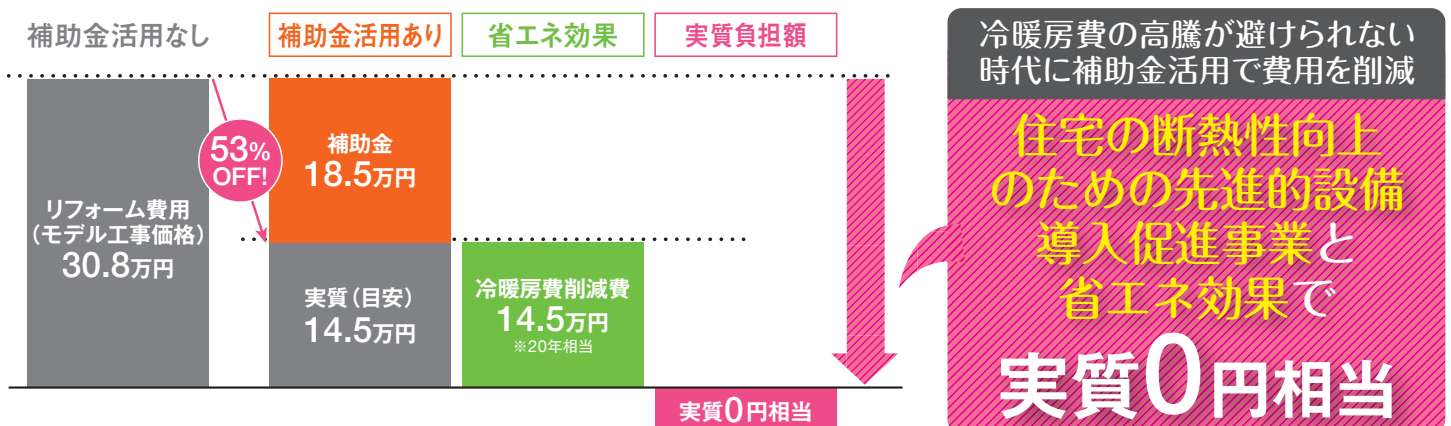 補助金活用なし
補助金活用あり
省エネ効果
実質負担額
リフォーム費用
(モデル工事価格)
30.8万円
53%
OFF!
補助金
18.5万円
実質(目安)
14.5万円
冷暖房費削減費
14.5万円
※20年相当
実質0円相当
冷暖房費の高騰が避けられない
時代に補助金活用で費用を削減
住宅の断熱性向上
のための先進的設備
導入促進事業と
省エネ効果で
実質0円相当